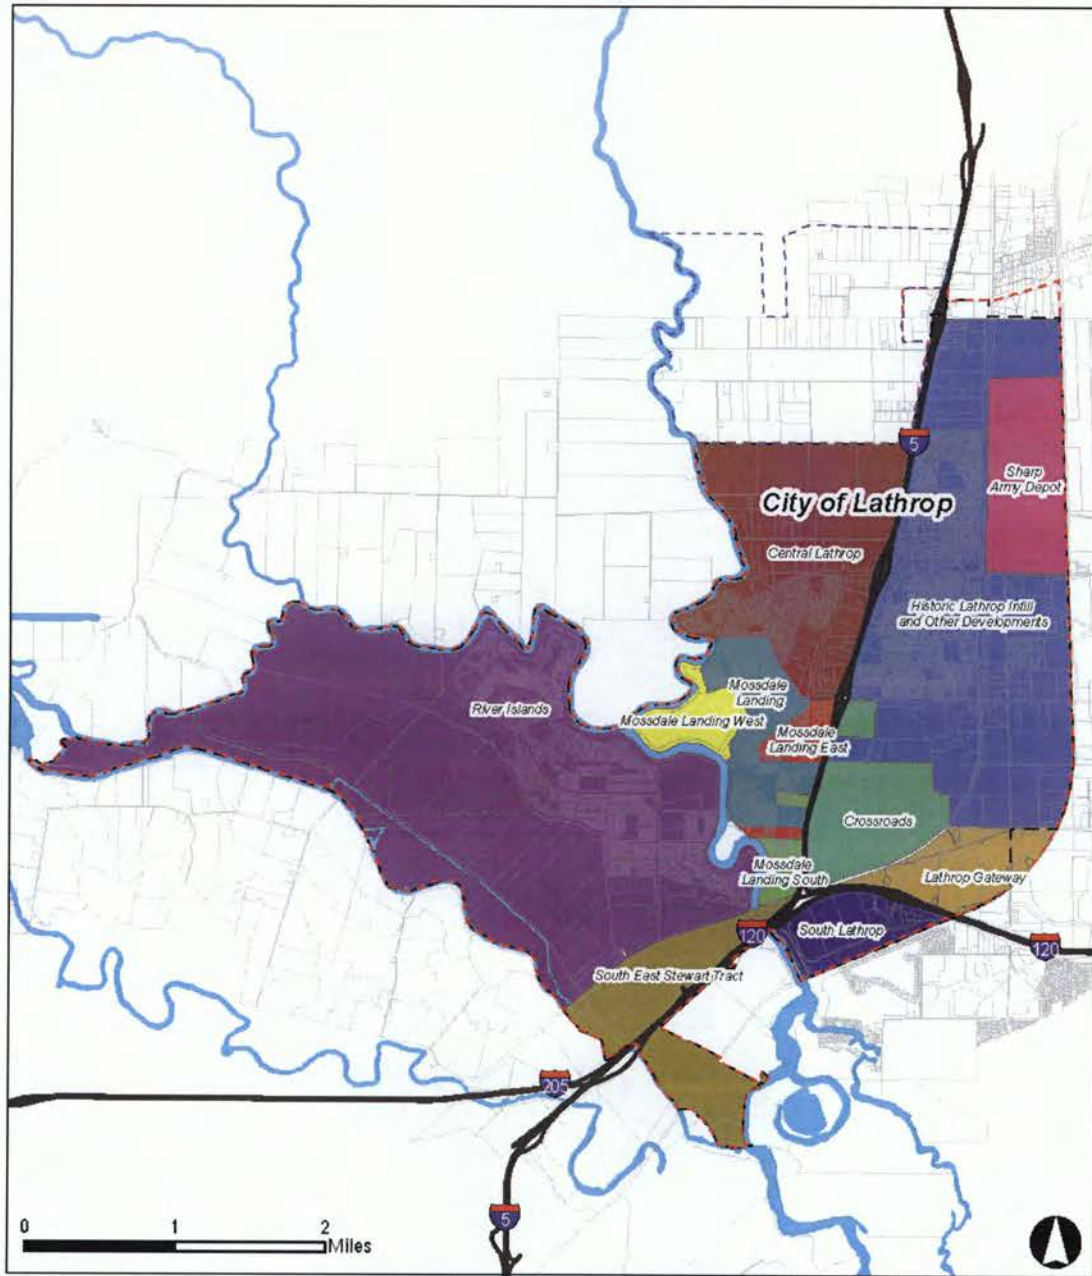 5
Sharp
Army Depot
City of Lathrop
Central Lathrop
Historic Lathrop Infill
and Other Developments
Mossdale
Landing
River Islands
Mossdale Landing West
Mossdale
Landing East
Crossroads
Mossdale
Landing South
Lathrop Gateway
120
South Lathrop
120
South East Stewart Tract
205
5
0 1 2
Miles